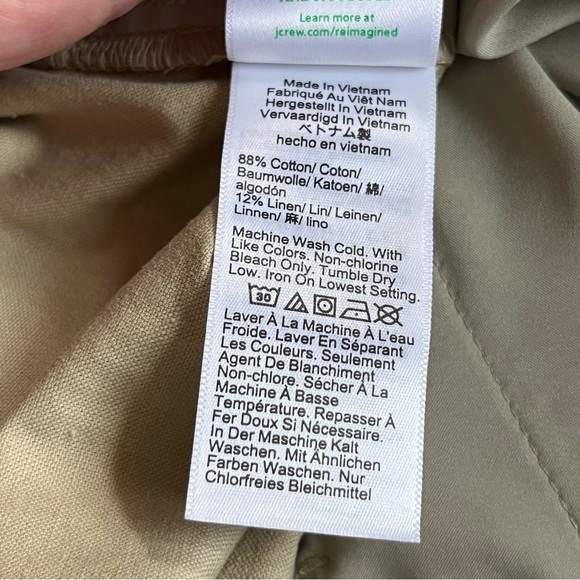 Learn more at
jcrew.com/reimagined
Made In Vietnam
Fabriqué Au Việt Nam
Hergestellt In Vietnam
Vervaardigd In Vietnam
ベトナム製
hecho en vietnam
88% Cotton/ Coton/
Baumwolle/ Katoen/ 綿/
algodón
12% Linen/ Lin/ Leinen/
Linnen/ 麻/ lino
Machine Wash Cold. With
Like Colors. Non-chlorine
Bleach Only. Tumble Dry
Low. Iron On Lowest Setting.
30
Laver À La Machine À L'eau
Froide. Laver En Séparant
Les Couleurs. Seulement
Agent De Blanchiment
Non-chlore. Sécher À La
Machine À Basse
Température. Repasser À
Fer Doux Si Nécessaire.
In Der Maschine Kalt
Waschen. Mit Ähnlichen
Farben Waschen. Nur
Chlorfreies Bleichmittel